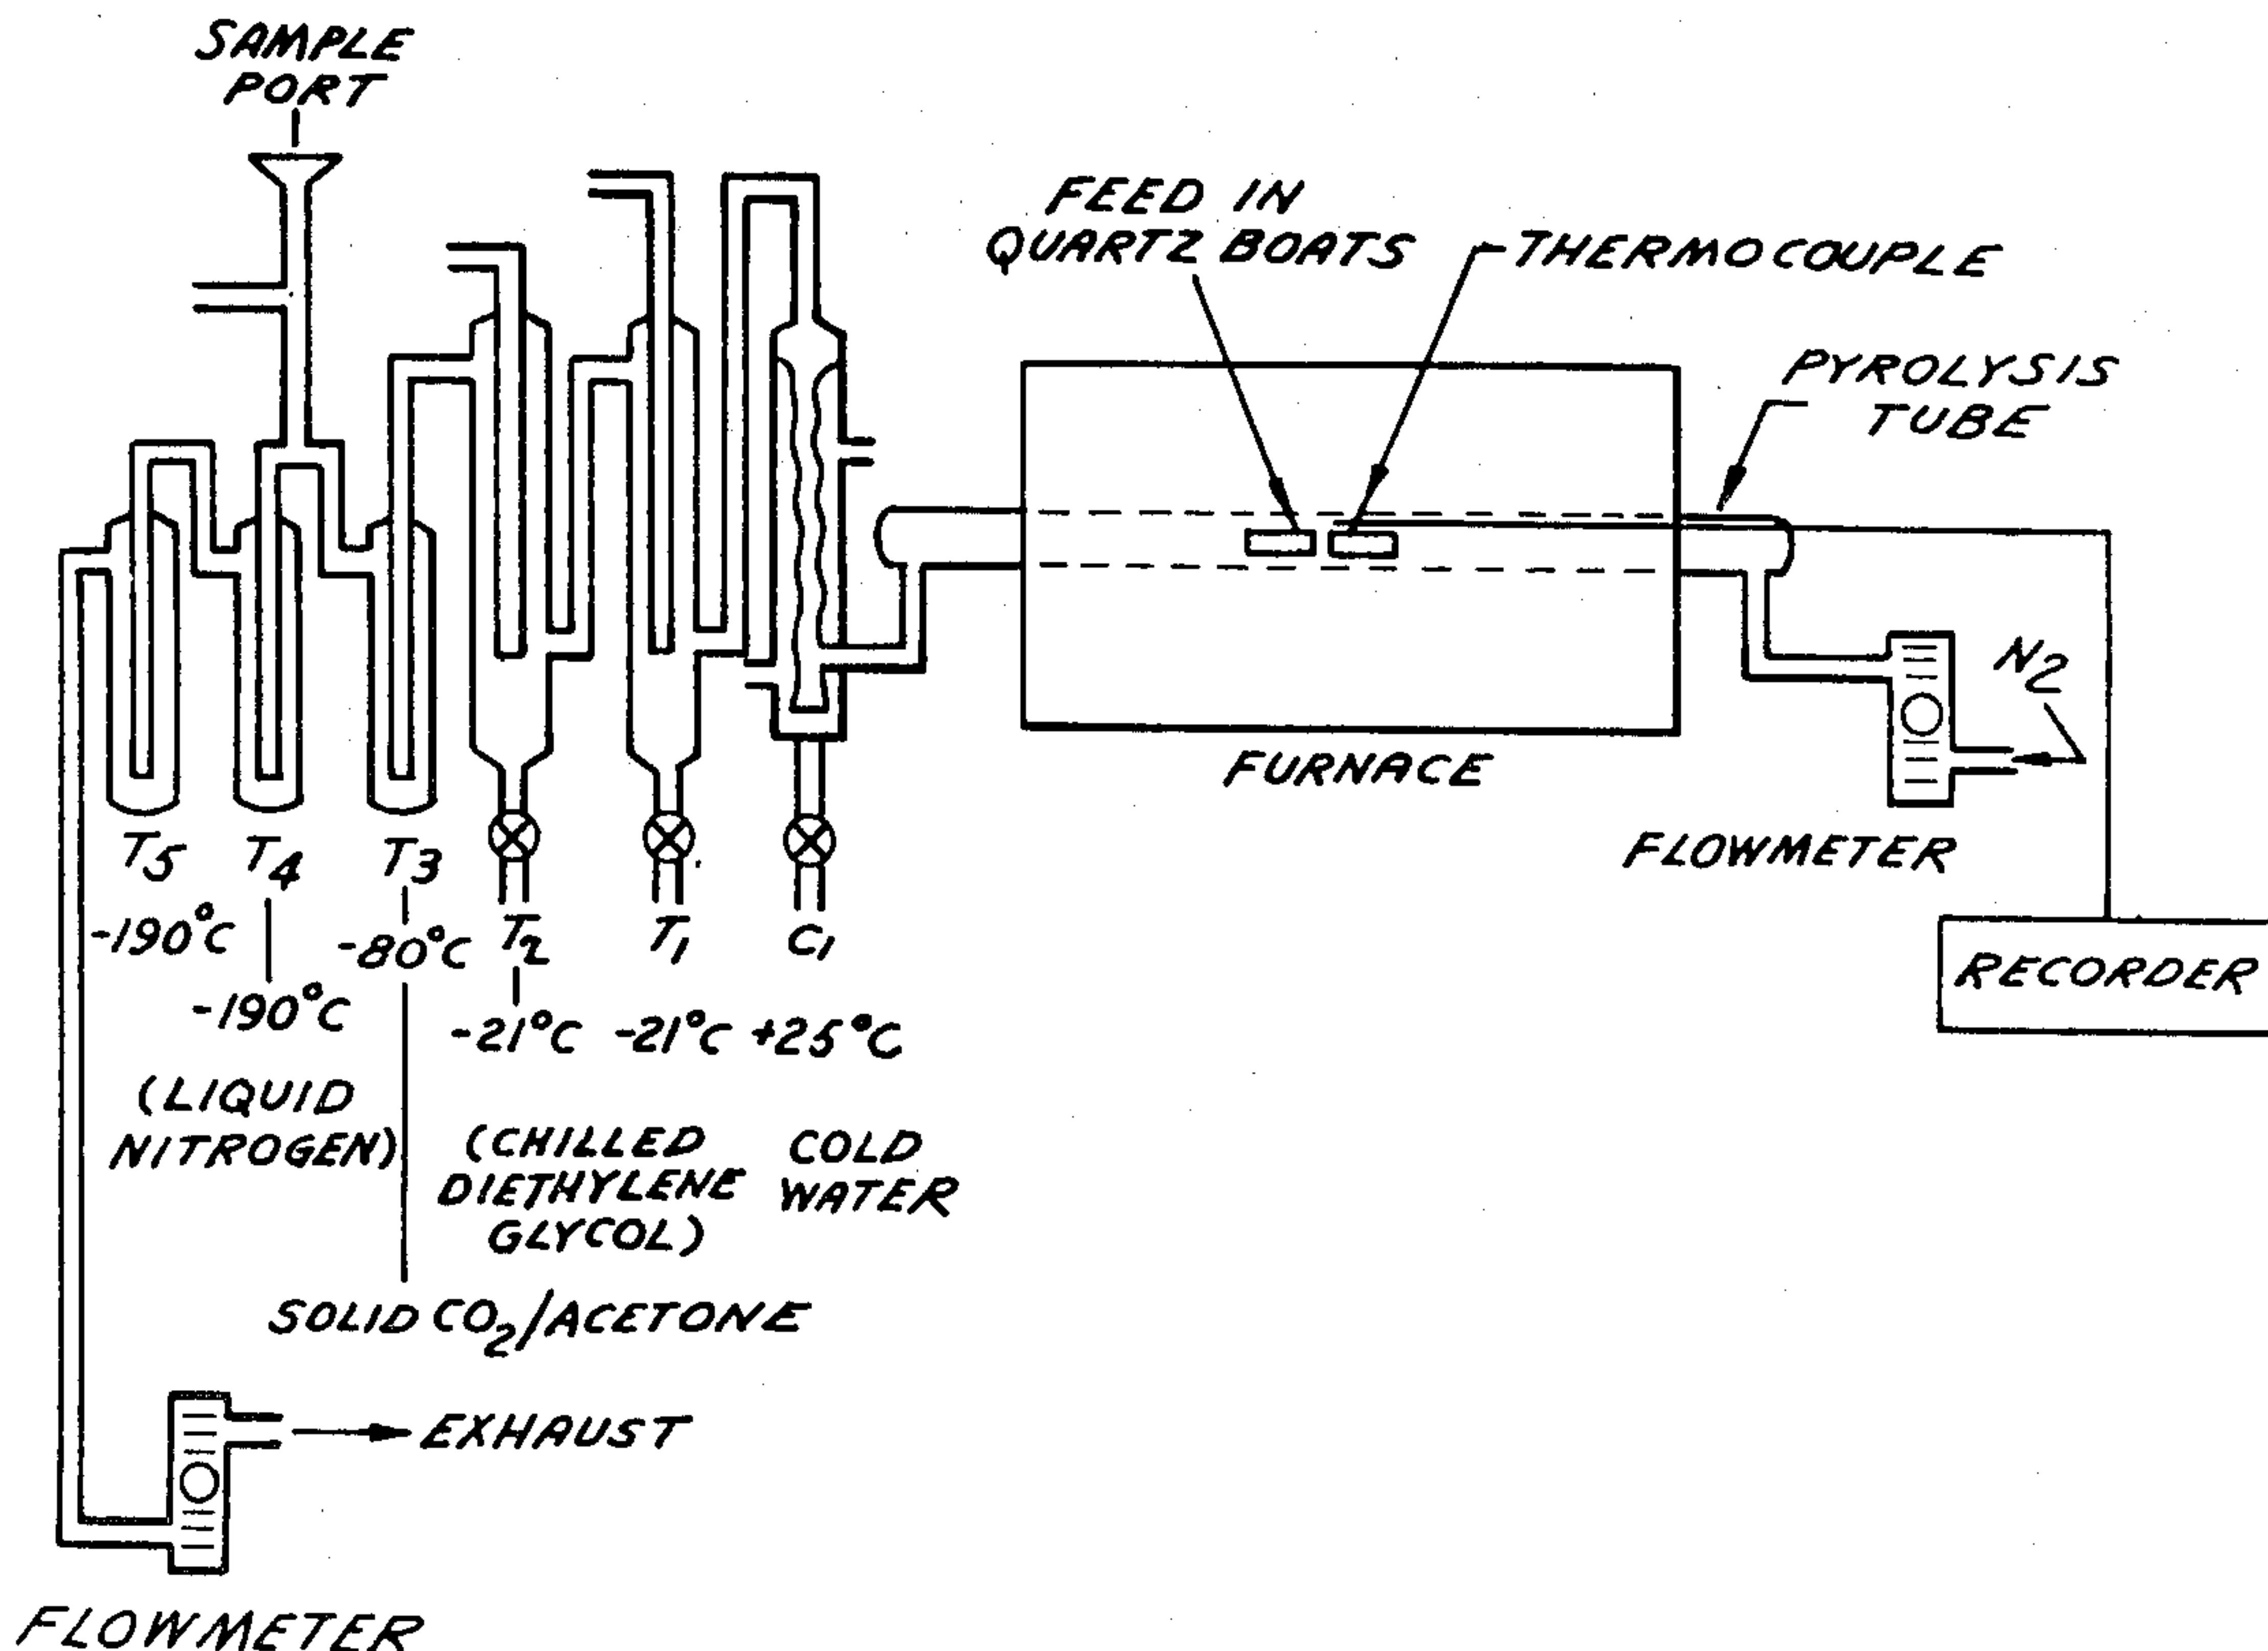 SAMPLE
PORT
FEED IN
QUARTZ BOATS
THERMOCOUPLE
PYROLYSIS
TUBE
N2
FURNACE
FLOWMETER
RECORDER
T5
T4
T3
T2
T1
C1
-190°C
-190°C
-80°C
-21°C
-21°C
+25°C
(LIQUID
NITROGEN)
(CHILLED
DIETHYLENE
GLYCOL)
COLD
WATER
SOLID CO2/ACETONE
EXHAUST
FLOWMETER